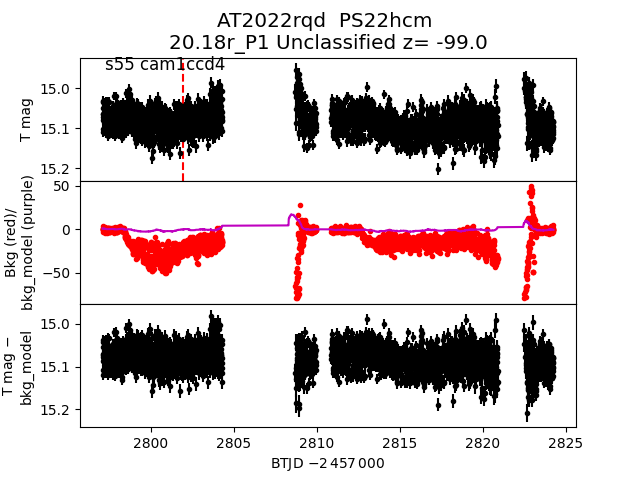 AT2022rqd  PS22hcm
20.18r_P1 Unclassified z= -99.0
s55 cam1ccd4
T mag
15.0
15.1
15.2
Bkg (red)/
bkg_model (purple)
50
0
−50
T mag −
bkg_model
15.0
15.1
15.2
2800 2805 2810 2815 2820 2825
BTJD −2 457 000